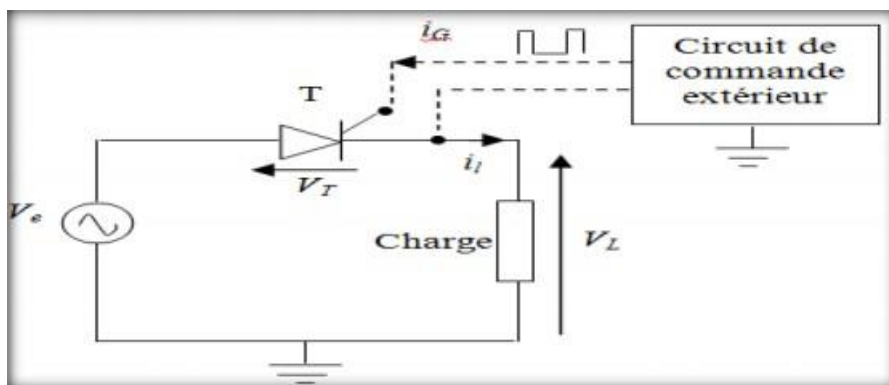 iG
Circuit de
commande
extérieur
T
il
VT
Ve
Charge
VL